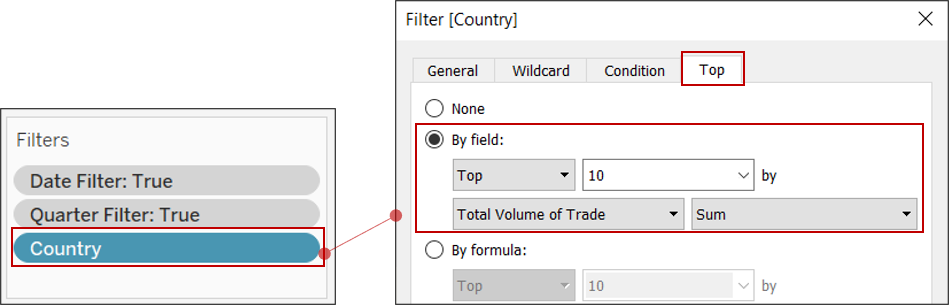 Filters
Date Filter: True
Quarter Filter: True
Country
Filter [Country]
General Wildcard Condition Top
None
By field:
Top 10 by
Total Volume of Trade Sum
By formula:
Top 10 by